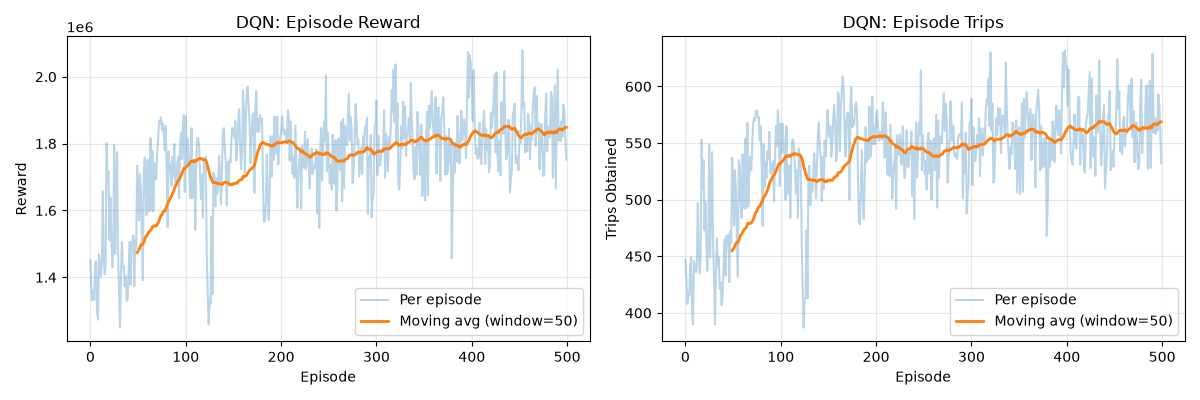 DQN: Episode Reward
1e6
2.0
1.8
1.6
1.4
Reward
0 100 200 300 400 500
Episode
Per episode
Moving avg (window=50)
DQN: Episode Trips
600
550
500
450
400
Trips Obtained
0 100 200 300 400 500
Episode
Per episode
Moving avg (window=50)